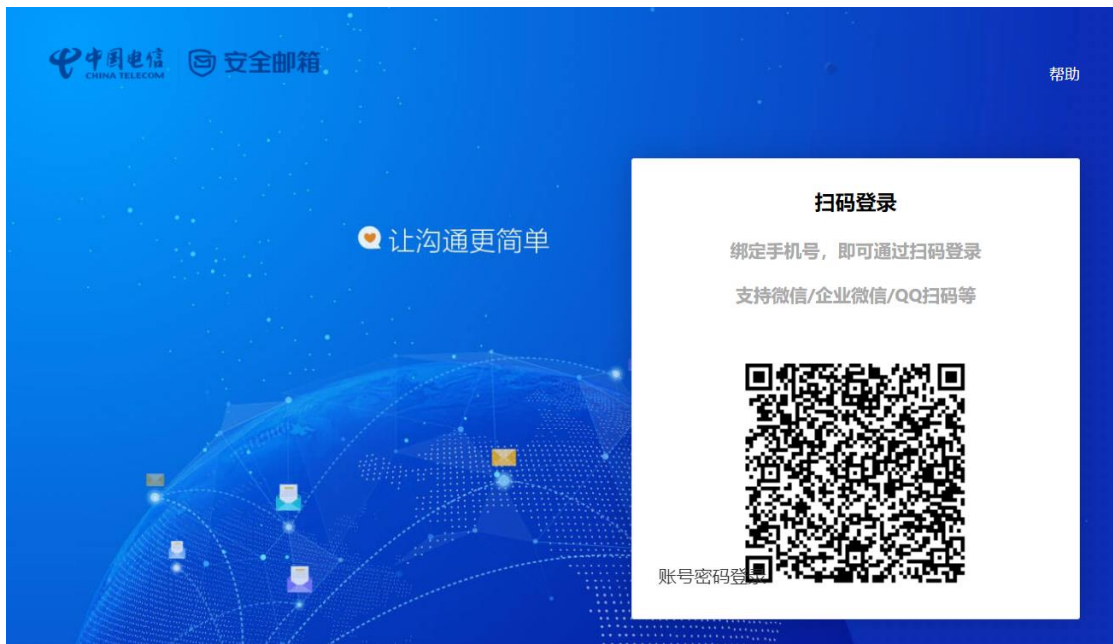 中国电信
CHINA TELECOM
安全邮箱
帮助
让沟通更简单
扫码登录
绑定手机号，即可通过扫码登录
支持微信/企业微信/QQ扫码等
账号密码登录